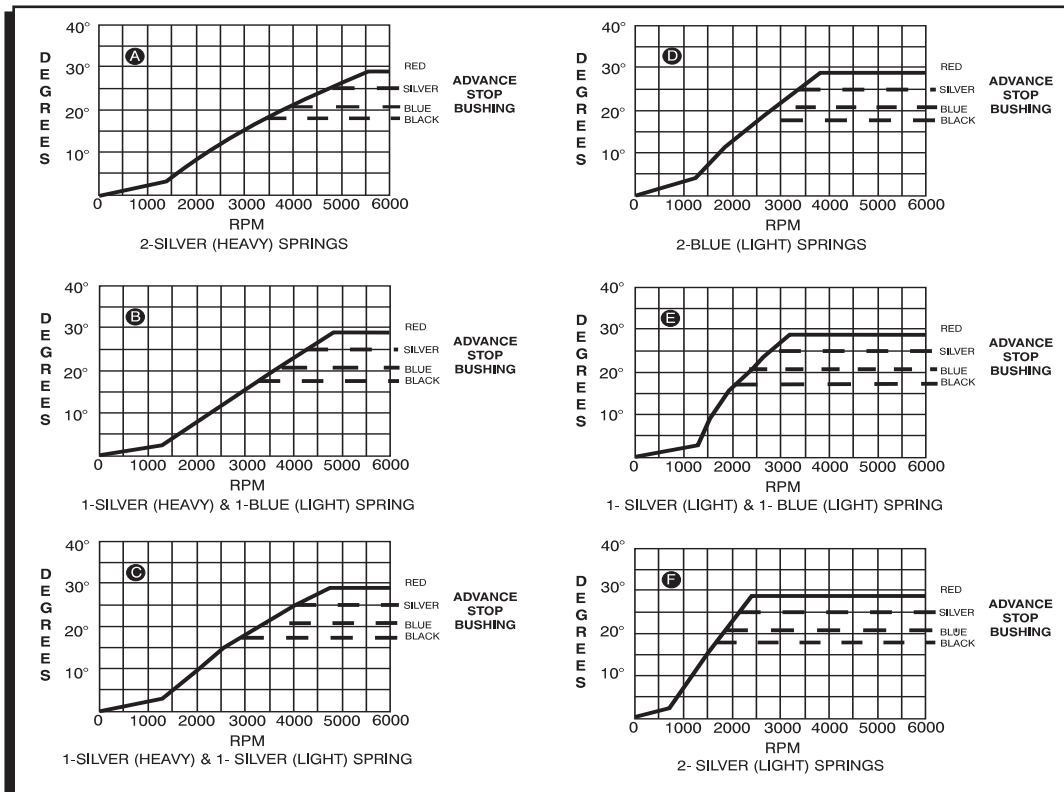 A
DEGREES
40°
30°
20°
10°
0 1000 2000 3000 4000 5000 6000
RPM
RED
SILVER
BLUE
BLACK
ADVANCE
STOP
BUSHING
2-SILVER (HEAVY) SPRINGS
D
DEGREES
40°
30°
20°
10°
0 1000 2000 3000 4000 5000 6000
RPM
RED
SILVER
BLUE
BLACK
ADVANCE
STOP
BUSHING
2-BLUE (LIGHT) SPRINGS
B
DEGREES
40°
30°
20°
10°
0 1000 2000 3000 4000 5000 6000
RPM
RED
SILVER
BLUE
BLACK
ADVANCE
STOP
BUSHING
1-SILVER (HEAVY) & 1-BLUE (LIGHT) SPRING
E
DEGREES
40°
30°
20°
10°
0 1000 2000 3000 4000 5000 6000
RPM
RED
SILVER
BLUE
BLACK
ADVANCE
STOP
BUSHING
1- SILVER (LIGHT) & 1- BLUE (LIGHT) SPRING
C
DEGREES
40°
30°
20°
10°
0 1000 2000 3000 4000 5000 6000
RPM
RED
SILVER
BLUE
BLACK
ADVANCE
STOP
BUSHING
1-SILVER (HEAVY) & 1- SILVER (LIGHT) SPRING
F
DEGREES
40°
30°
20°
10°
0 1000 2000 3000 4000 5000 6000
RPM
RED
SILVER
BLUE
BLACK
ADVANCE
STOP
BUSHING
2- SILVER (LIGHT) SPRINGS